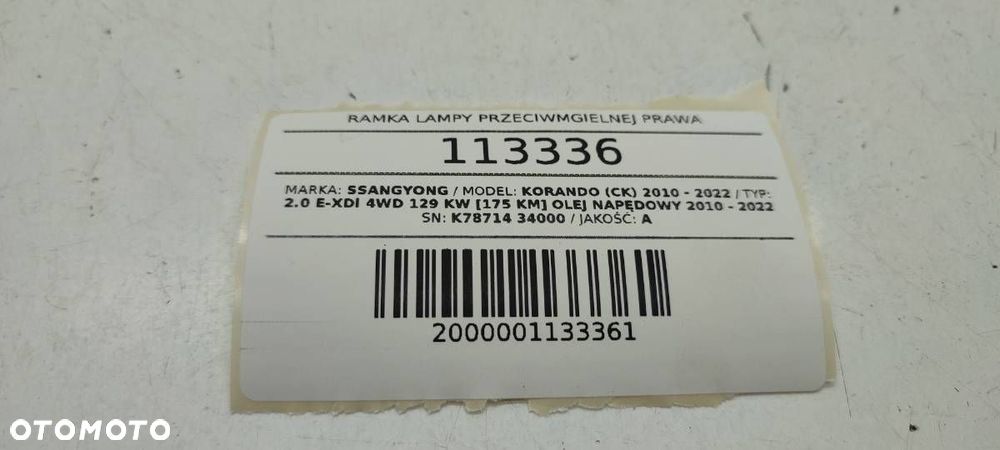 RAMKA LAMPY PRZECIWMGIELNEJ PRAWA
113336
MARKA: SSANGYONG / MODEL: KORANDO (CK) 2010 - 2022 / TYP:
2.0 E-XDI 4WD 129 KW [175 KM] OLEJ NAPĘDOWY 2010 - 2022
SN: K78714 34000 / JAKOŚĆ: A
2000001133361
OTOMOTO